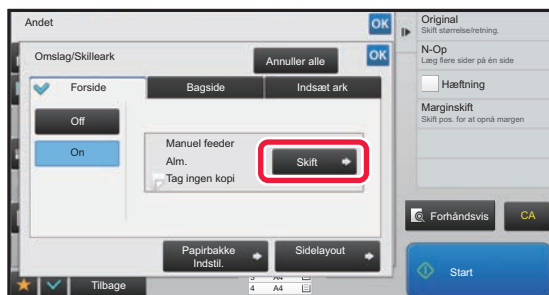 Andet
OK
Omslag/Skilleark
Annuller alle
OK
Forside
Bagside
Indsæt ark
Off
On
Manuel feeder
Alm.
Tag ingen kopi
Skift
Papirbakke
Indstil.
Sidelayout
Tilbage
4 A4
Original
Skift størrelse/retning.
N-Op
Læg flere sider på én side
Hæftning
Marginskift
Skift pos. for at opnå margen
Forhåndsvis
CA
Start